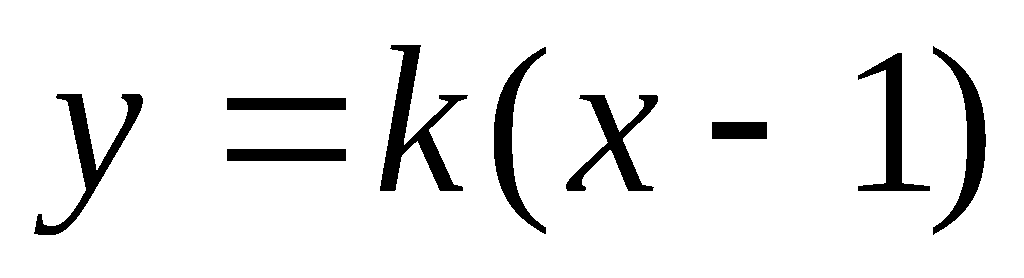 y = k(x - 1)